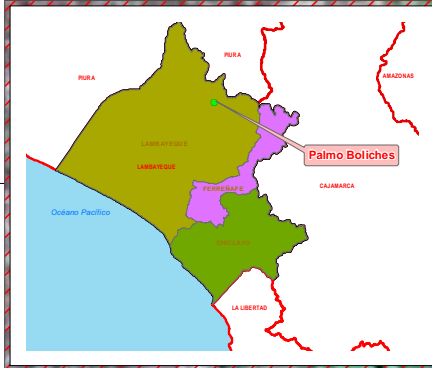 PIURA
PIURA
AMAZONAS
LAMBAYEQUE
Palmo Boliches
LAMBAYEQUE
CAJAMARCA
FERREÑAFE
Océano Pacífico
CHICLAYO
LA LIBERTAD